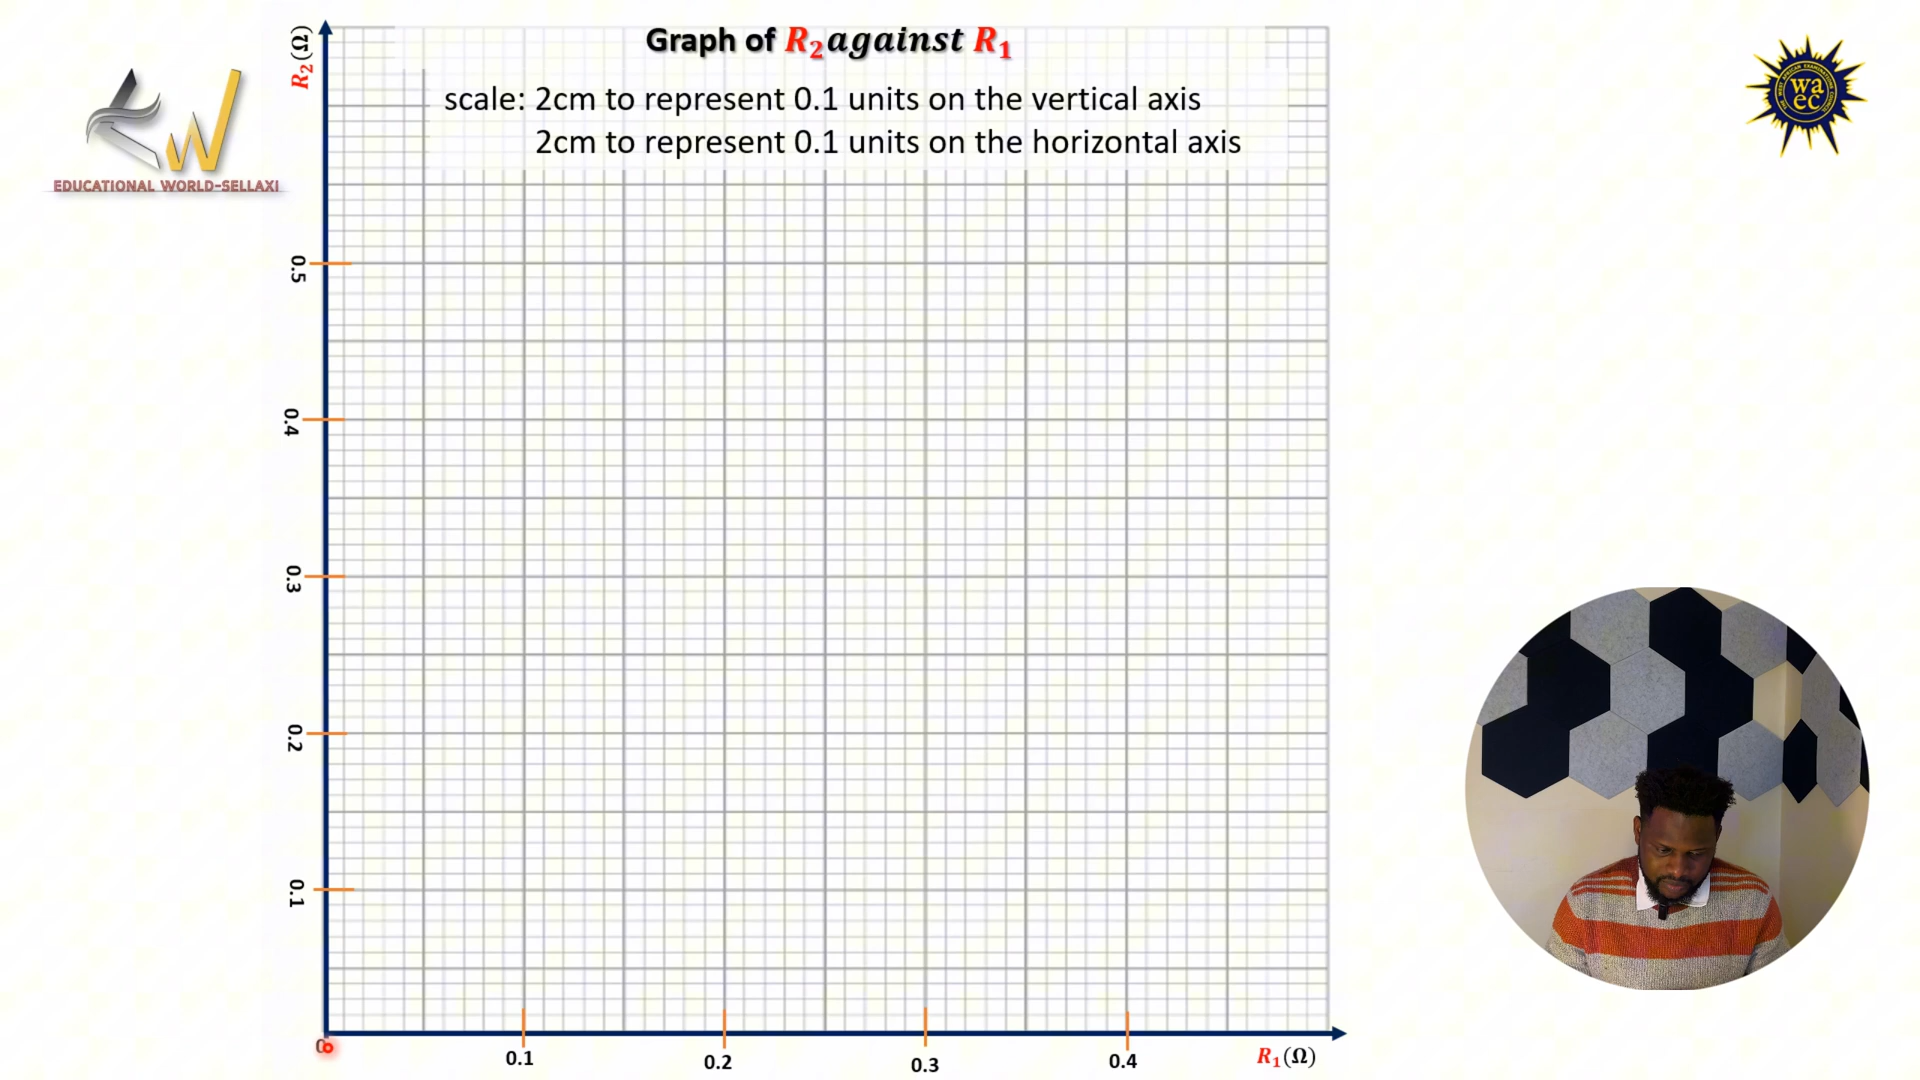 Graph of R₂ against R₁
scale: 2cm to represent 0.1 units on the vertical axis
2cm to represent 0.1 units on the horizontal axis
R₂(Ω)
EDUCATIONAL WORLD-SELLAXI
wa
ec
0.5
0.4
0.3
0.2
0.1
0
0.1
0.2
0.3
0.4
R₁(Ω)